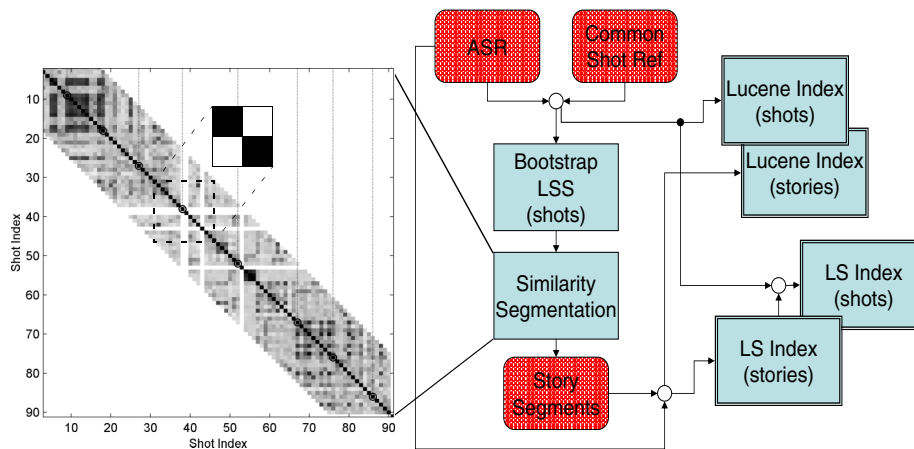 10
20
30
40
50
60
70
80
90
10 20 30 40 50 60 70 80 90
Shot Index
Shot Index
ASR
Common
Shot Ref
Lucene Index
(shots)
Lucene Index
(stories)
Bootstrap
LSS
(shots)
Similarity
Segmentation
LS Index
(shots)
LS Index
(stories)
Story
Segments